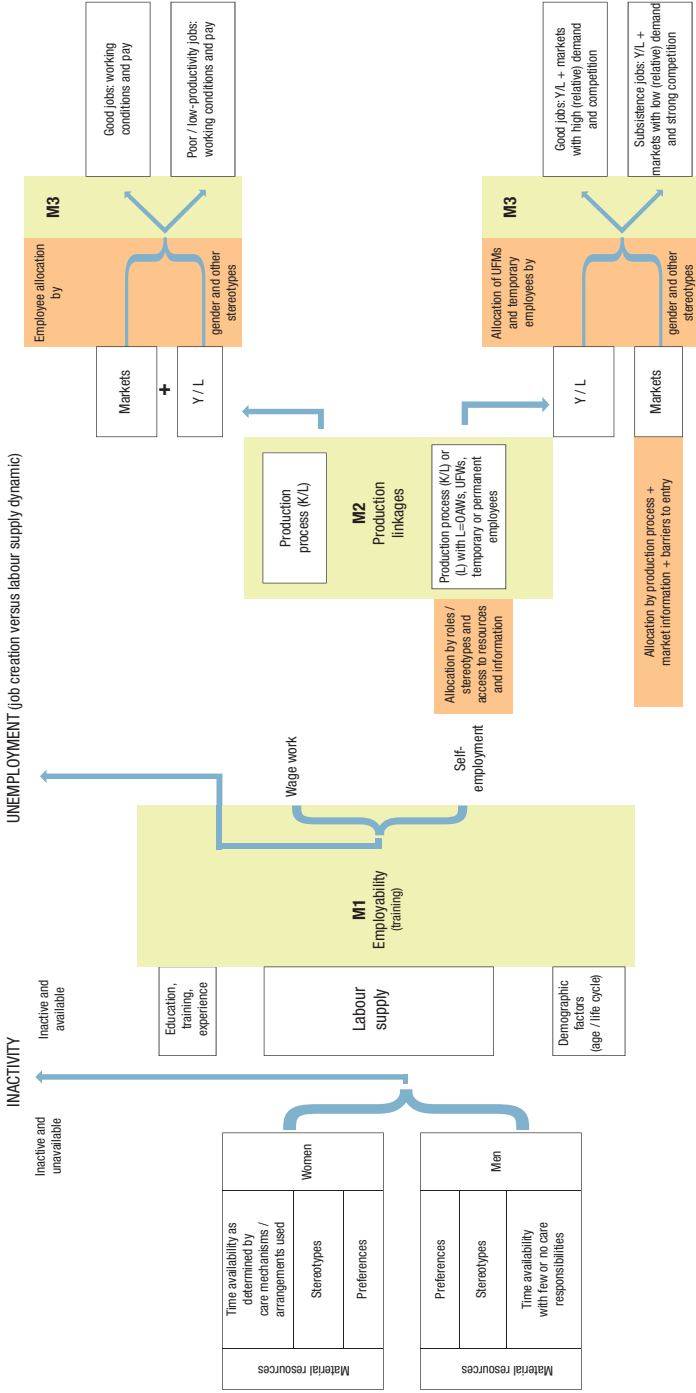 INACTIVITY
UNEMPLOYMENT (job creation versus labour supply dynamic)
Inactive and
unavailable
Inactive and
available
Material resources
Time availability as
determined by
care mechanisms /
arrangements used
Stereotypes
Preferences
Women
Material resources
Preferences
Stereotypes
Time availability
with few or no care
responsibilities
Men
Education,
training,
experience
Labour
supply
Demographic
factors
(age / life cycle)
M1
Employability
(training)
Wage work
Self-
employment
Allocation by roles /
stereotypes and
access to resources
and information
Production
process (K/L)
M2
Production
linkages
Production process (K/L) or
(L) with L=OAWs, UFWs,
temporary or permanent
employees
Allocation by production process +
market information + barriers to entry
Markets
+
Y / L
Employee allocation
by
gender and other
stereotypes
M3
Good jobs: working
conditions and pay
Poor / low-productivity jobs:
working conditions and pay
Y / L
Markets
Allocation of UFMs
and temporary
employees by
gender and other
stereotypes
M3
Good jobs: Y/L + markets
with high (relative) demand
and competition
Subsistence jobs: Y/L +
markets with low (relative) demand
and strong competition